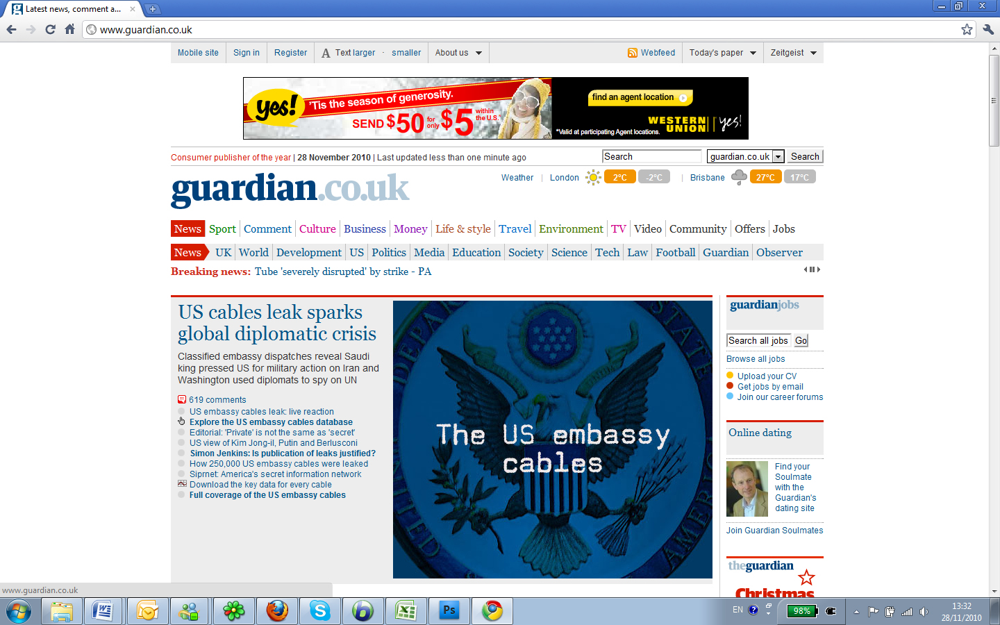 Latest news, comment a...
www.guardian.co.uk
Mobile site Sign in Register A Text larger · smaller About us Webfeed Today's paper Zeitgeist
yes! 'Tis the season of generosity. find an agent location
SEND $50 for only $5 within the U.S.*
WESTERN UNION yes!
*Valid at participating Agent locations.
Consumer publisher of the year | 28 November 2010 | Last updated less than one minute ago Search guardian.co.uk Search
guardian.co.uk Weather | London 2°C -2°C | Brisbane 27°C 17°C
News Sport Comment Culture Business Money Life & style Travel Environment TV Video Community Offers Jobs
News UK World Development US Politics Media Education Society Science Tech Law Football Guardian Observer
Breaking news: Tube 'severely disrupted' by strike - PA
US cables leak sparks
global diplomatic crisis
Classified embassy dispatches reveal Saudi
king pressed US for military action on Iran and
Washington used diplomats to spy on UN
619 comments
US embassy cables leak: live reaction
Explore the US embassy cables database
Editorial: 'Private' is not the same as 'secret'
US view of Kim Jong-il, Putin and Berlusconi
Simon Jenkins: Is publication of leaks justified?
How 250,000 US embassy cables were leaked
Siprnet: America's secret information network
Download the key data for every cable
Full coverage of the US embassy cables
The US embassy
cables
guardianjobs
Search all jobs Go
Browse all jobs
Upload your CV
Get jobs by email
Join our career forums
Online dating
Find your
Soulmate
with the
Guardian's
dating site
Join Guardian Soulmates
theguardian
Christmas
www.guardian.co.uk
EN 98% 13:32
28/11/2010